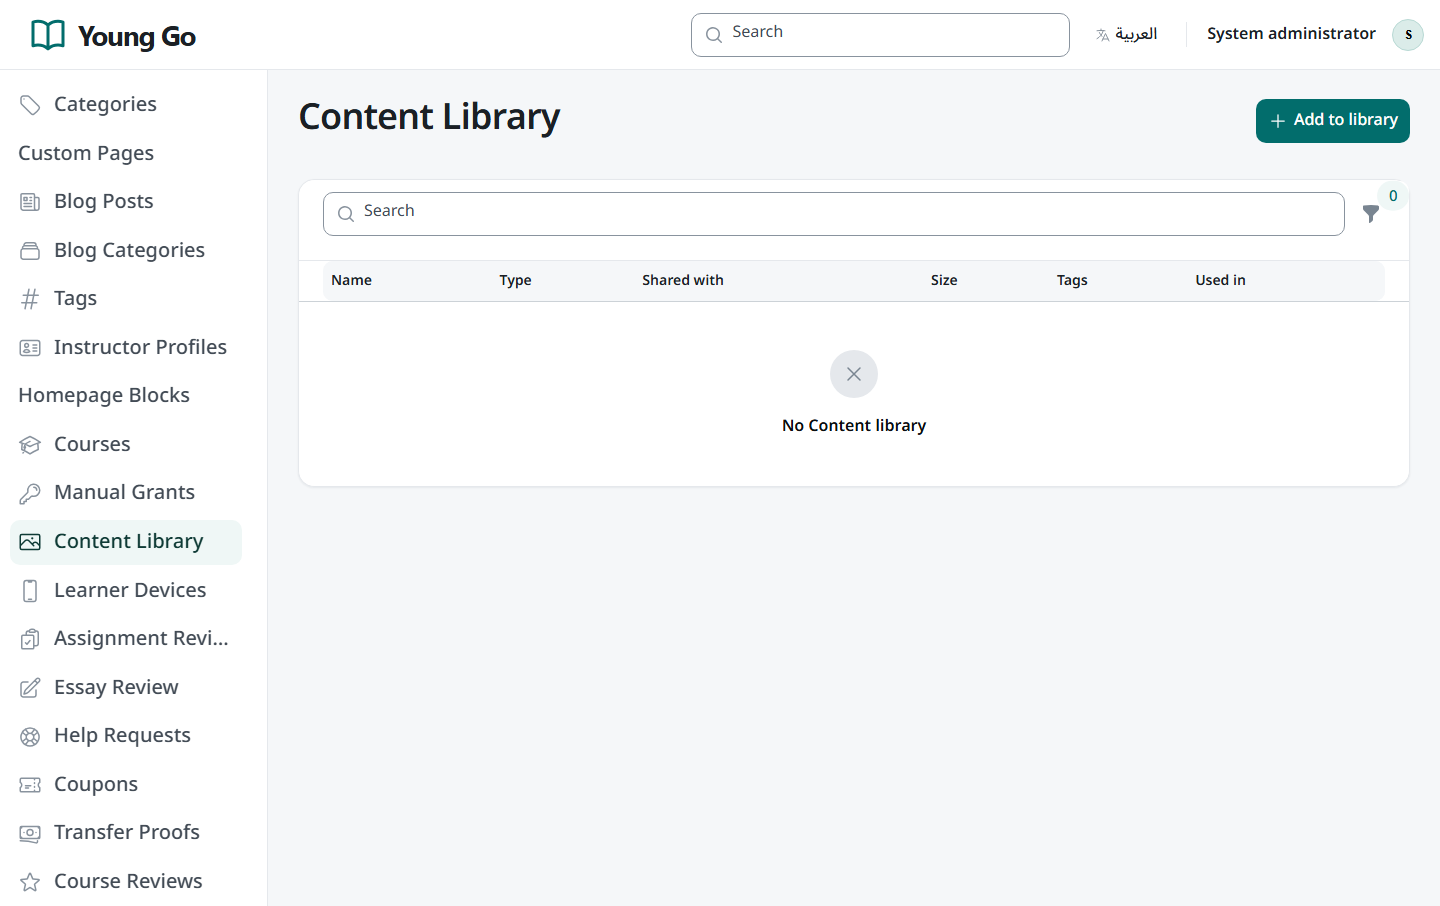 Young Go
Search
العربية
System administrator
S
Categories
Custom Pages
Blog Posts
Blog Categories
Tags
Instructor Profiles
Homepage Blocks
Courses
Manual Grants
Content Library
Learner Devices
Assignment Revi...
Essay Review
Help Requests
Coupons
Transfer Proofs
Course Reviews
Content Library
Add to library
Search
0
Name Type Shared with Size Tags Used in
No Content library